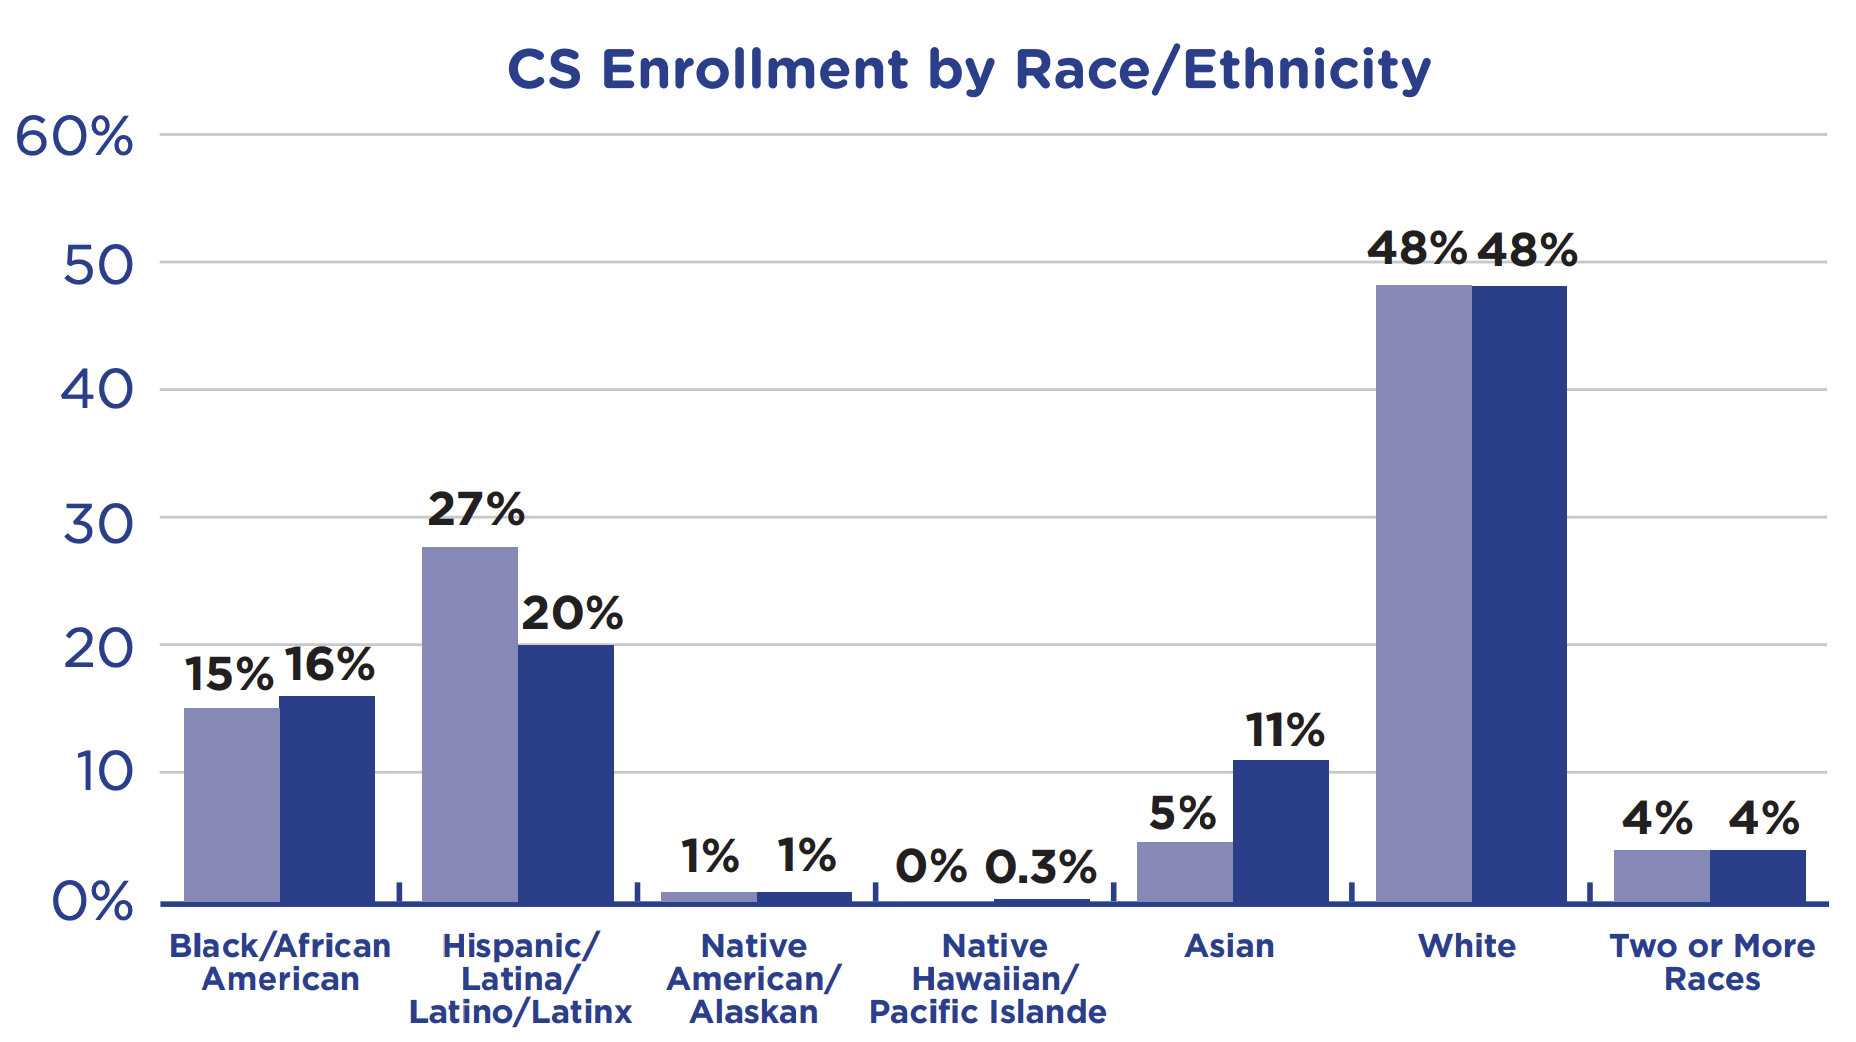 CS Enrollment by Race/Ethnicity
60%
50
40
30
20
10
0%
15% 16%
27% 20%
1% 1%
0% 0.3%
5% 11%
48% 48%
4% 4%
Black/African
American
Hispanic/
Latina/
Latino/Latinx
Native
American/
Alaskan
Native
Hawaiian/
Pacific Islande
Asian
White
Two or More
Races